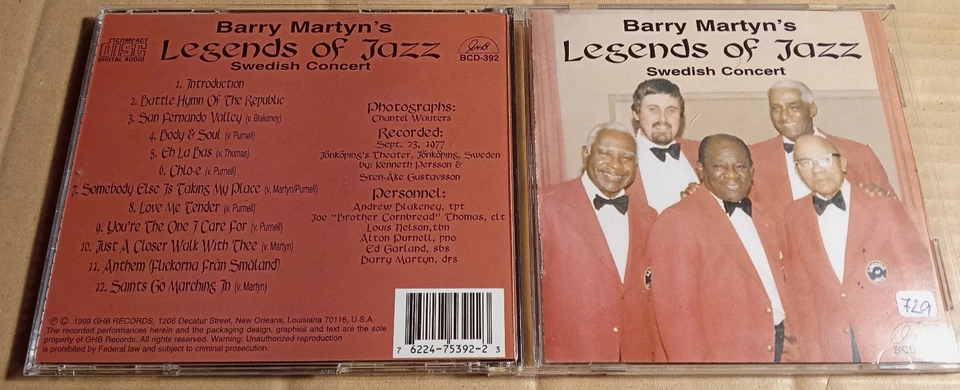 Barry Martyn's
COMPACT
disc
DIGITAL AUDIO
Legends of Jazz
GHB
BCD-392
Swedish Concert
1. Introduction
2. Battle Hymn Of The Republic
3. San Fernando Valley (v. Blakeney)
4. Body & Soul (v. Purnell)
5. Eh La Bas (v. Thomas)
6. Chlo-e (v. Purnell)
7. Somebody Else Is Taking My Place (v. Martyn/Purnell)
8. Love Me Tender (v. Purnell)
9. You're The One I Care For (v. Purnell)
10. Just A Closer Walk With Thee (v. Martyn)
11. Anthem (Flickorna Från Småland)
12. Saints Go Marching In (v. Martyn)
Photographs:
Chantel Wauters
Recorded:
Sept. 23, 1977
Jönköping's Theater, Jönköping, Sweden
by: Kenneth Persson &
Sten-Åke Gustavsson
Personnel:
Andrew Blakeney, tpt
Joe "Brother Cornbread" Thomas, clt
Louis Nelson,tbn
Alton Purnell, pno
Ed Garland, sbs
Barry Martyn, drs
℗ © 1999 GHB RECORDS, 1206 Decatur Street, New Orleans, Louisiana 70116, U.S.A.
The recorded performances herein and the packaging design, graphics and text are the sole
property of GHB Records. All rights reserved. Warning: Unauthorized reproduction
is prohibited by Federal law and subject to criminal prosecution.
7 6224-75392-2 3
Barry Martyn's
Legends of Jazz
Swedish Concert
729
BCD